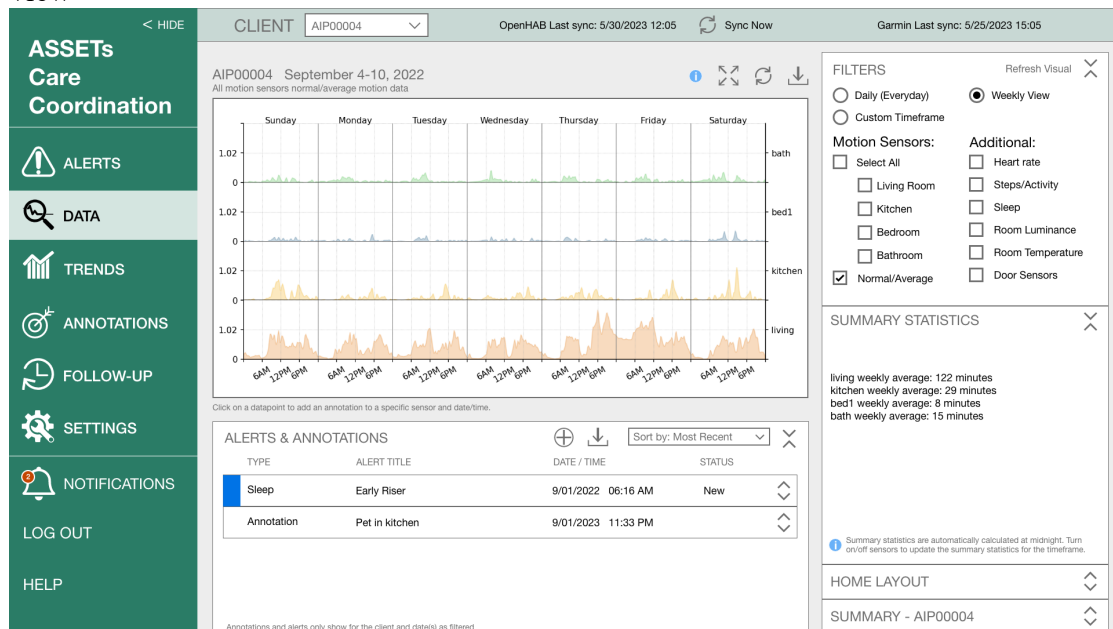 < HIDE
ASSETs
Care
Coordination
ALERTS
DATA
TRENDS
ANNOTATIONS
FOLLOW-UP
SETTINGS
2
NOTIFICATIONS
LOG OUT
HELP
CLIENT
AIP00004
OpenHAB Last sync: 5/30/2023 12:05
Sync Now
Garmin Last sync: 5/25/2023 15:05
AIP00004 September 4-10, 2022
All motion sensors normal/average motion data
Sunday Monday Tuesday Wednesday Thursday Friday Saturday
1.02 bath
0
1.02 bed1
0
1.02 kitchen
0
1.02 living
0
6AM 12PM 6PM 6AM 12PM 6PM 6AM 12PM 6PM 6AM 12PM 6PM 6AM 12PM 6PM 6AM 12PM 6PM 6AM 12PM 6PM
Click on a datapoint to add an annotation to a specific sensor and date/time.
ALERTS & ANNOTATIONS
Sort by: Most Recent
TYPE ALERT TITLE DATE / TIME STATUS
Sleep Early Riser 9/01/2022 06:16 AM New
Annotation Pet in kitchen 9/01/2023 11:33 PM
Annotations and alerts only show for the client and date(s) as filtered
FILTERS
Refresh Visual
Daily (Everyday)
Weekly View
Custom Timeframe
Motion Sensors:
Select All
Living Room
Kitchen
Bedroom
Bathroom
Normal/Average
Additional:
Heart rate
Steps/Activity
Sleep
Room Luminance
Room Temperature
Door Sensors
SUMMARY STATISTICS
living weekly average: 122 minutes
kitchen weekly average: 29 minutes
bed1 weekly average: 8 minutes
bath weekly average: 15 minutes
Summary statistics are automatically calculated at midnight. Turn
on/off sensors to update the summary statistics for the timeframe.
HOME LAYOUT
SUMMARY - AIP00004